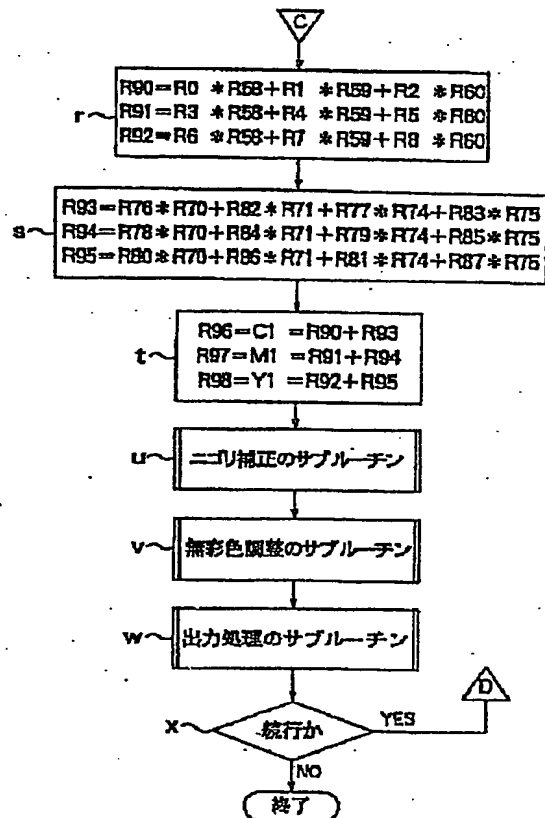 C
R90=R0 *R58+R1 *R59+R2 *R60
R91=R3 *R58+R4 *R59+R5 *R60
R92=R6 *R58+R7 *R59+R8 *R60
r
R93=R76*R70+R82*R71+R77*R74+R83*R75
R94=R78*R70+R84*R71+R79*R74+R85*R75
R95=R80*R70+R86*R71+R81*R74+R87*R75
s
R96=C1 =R90+R93
R97=M1 =R91+R94
R98=Y1 =R92+R95
t
u
ニゴリ補正のサブルーチン
v
無彩色調整のサブルーチン
w
出力処理のサブルーチン
D
x
続行か
YES
NO
終了